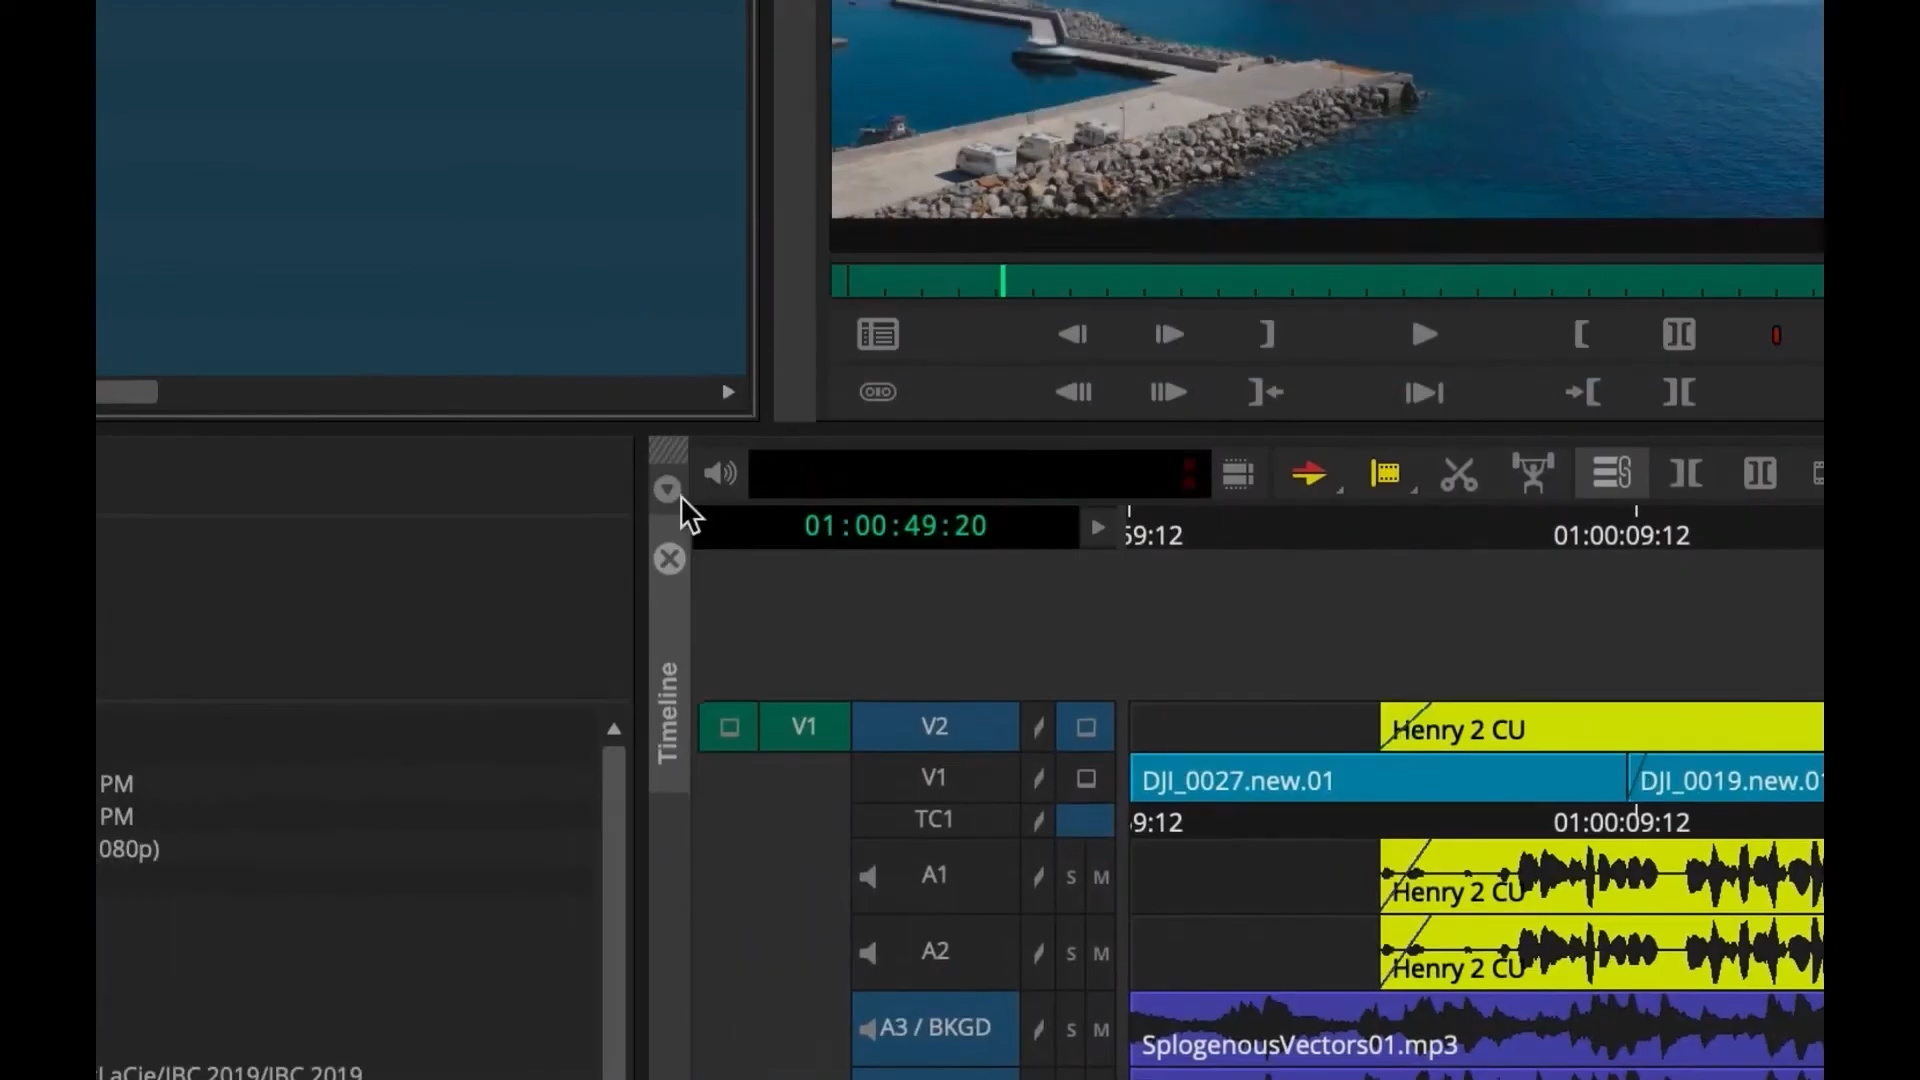 01:00:49:20
59:12
01:00:09:12
Timeline
V1
V2
Henry 2 CU
V1
DJI_0027.new.01
DJI_0019.new.01
TC1
9:12
01:00:09:12
PM
PM
080p)
A1
S
M
Henry 2 CU
A2
S
M
Henry 2 CU
A3 / BKGD
S
M
SplogenousVectors01.mp3
LaCie/IBC 2019/IBC 2019